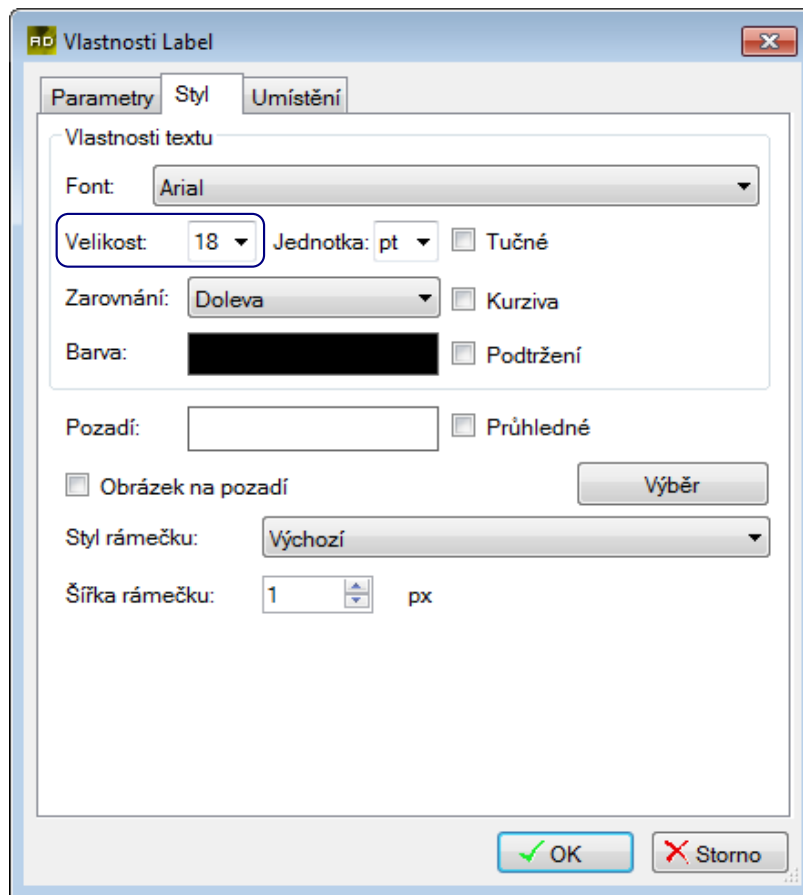 RD Vlastnosti Label
Parametry Styl Umístění
Vlastnosti textu
Font: Arial
Velikost: 18 Jednotka: pt Tučné
Zarovnání: Doleva Kurziva
Barva: Podtržení
Pozadí: Průhledné
Obrázek na pozadí Výběr
Styl rámečku: Výchozí
Šířka rámečku: 1 px
OK Storno